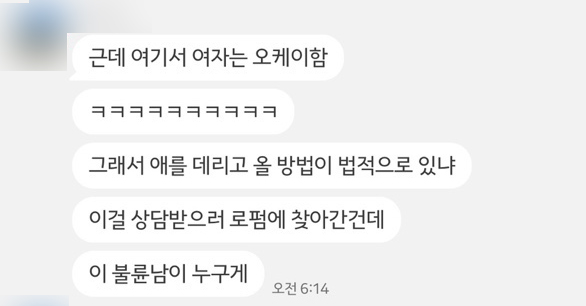 근데 여기서 여자는 오케이함
ㅋㅋㅋㅋㅋㅋㅋㅋㅋㅋ
그래서 애를 데리고 올 방법이 법적으로 있냐
이걸 상담받으러 로펌에 찾아간건데
이 불륜남이 누구게
오전 6:14